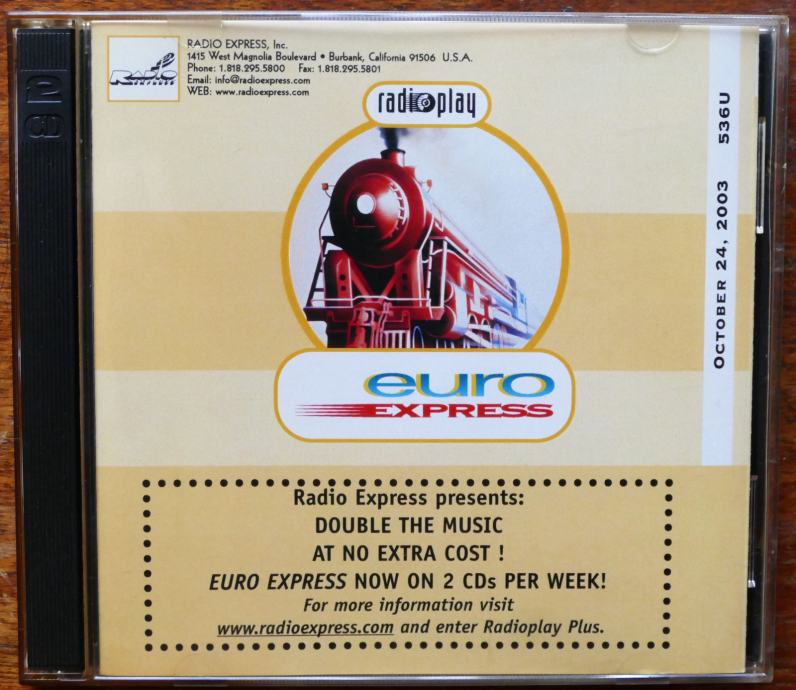 2
CD
RADIO EXPRESS
RADIO EXPRESS, Inc.
1415 West Magnolia Boulevard • Burbank, California 91506 U.S.A.
Phone: 1.818.295.5800 Fax: 1.818.295.5801
Email: info@radioexpress.com
WEB: www.radioexpress.com
radioplay
OCTOBER 24, 2003 536U
euro
EXPRESS
Radio Express presents:
DOUBLE THE MUSIC
AT NO EXTRA COST !
EURO EXPRESS NOW ON 2 CDs PER WEEK!
For more information visit
www.radioexpress.com and enter Radioplay Plus.